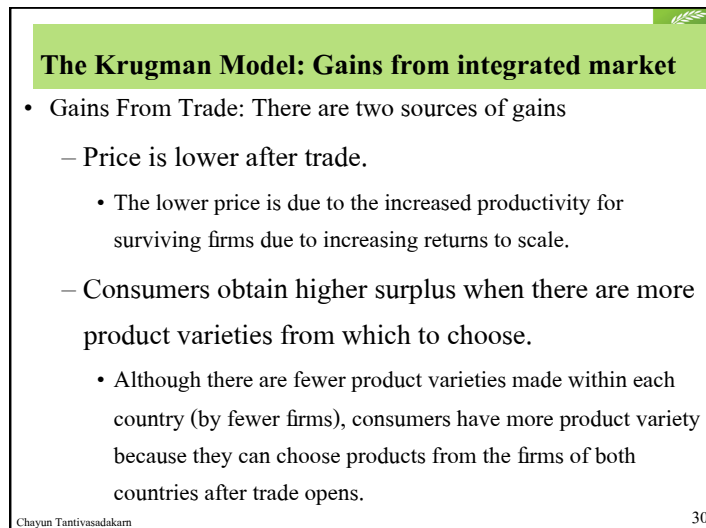 The Krugman Model: Gains from integrated market
• Gains From Trade: There are two sources of gains
– Price is lower after trade.
• The lower price is due to the increased productivity for
surviving firms due to increasing returns to scale.
– Consumers obtain higher surplus when there are more
product varieties from which to choose.
• Although there are fewer product varieties made within each
country (by fewer firms), consumers have more product variety
because they can choose products from the firms of both
countries after trade opens.
Chayun Tantivasadakarn
30